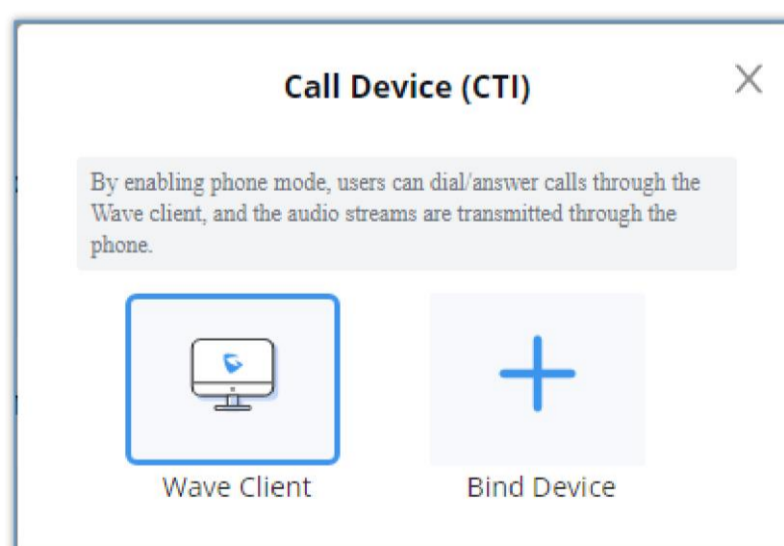 Call Device (CTI)
By enabling phone mode, users can dial/answer calls through the
Wave client, and the audio streams are transmitted through the
phone.
Wave Client
Bind Device